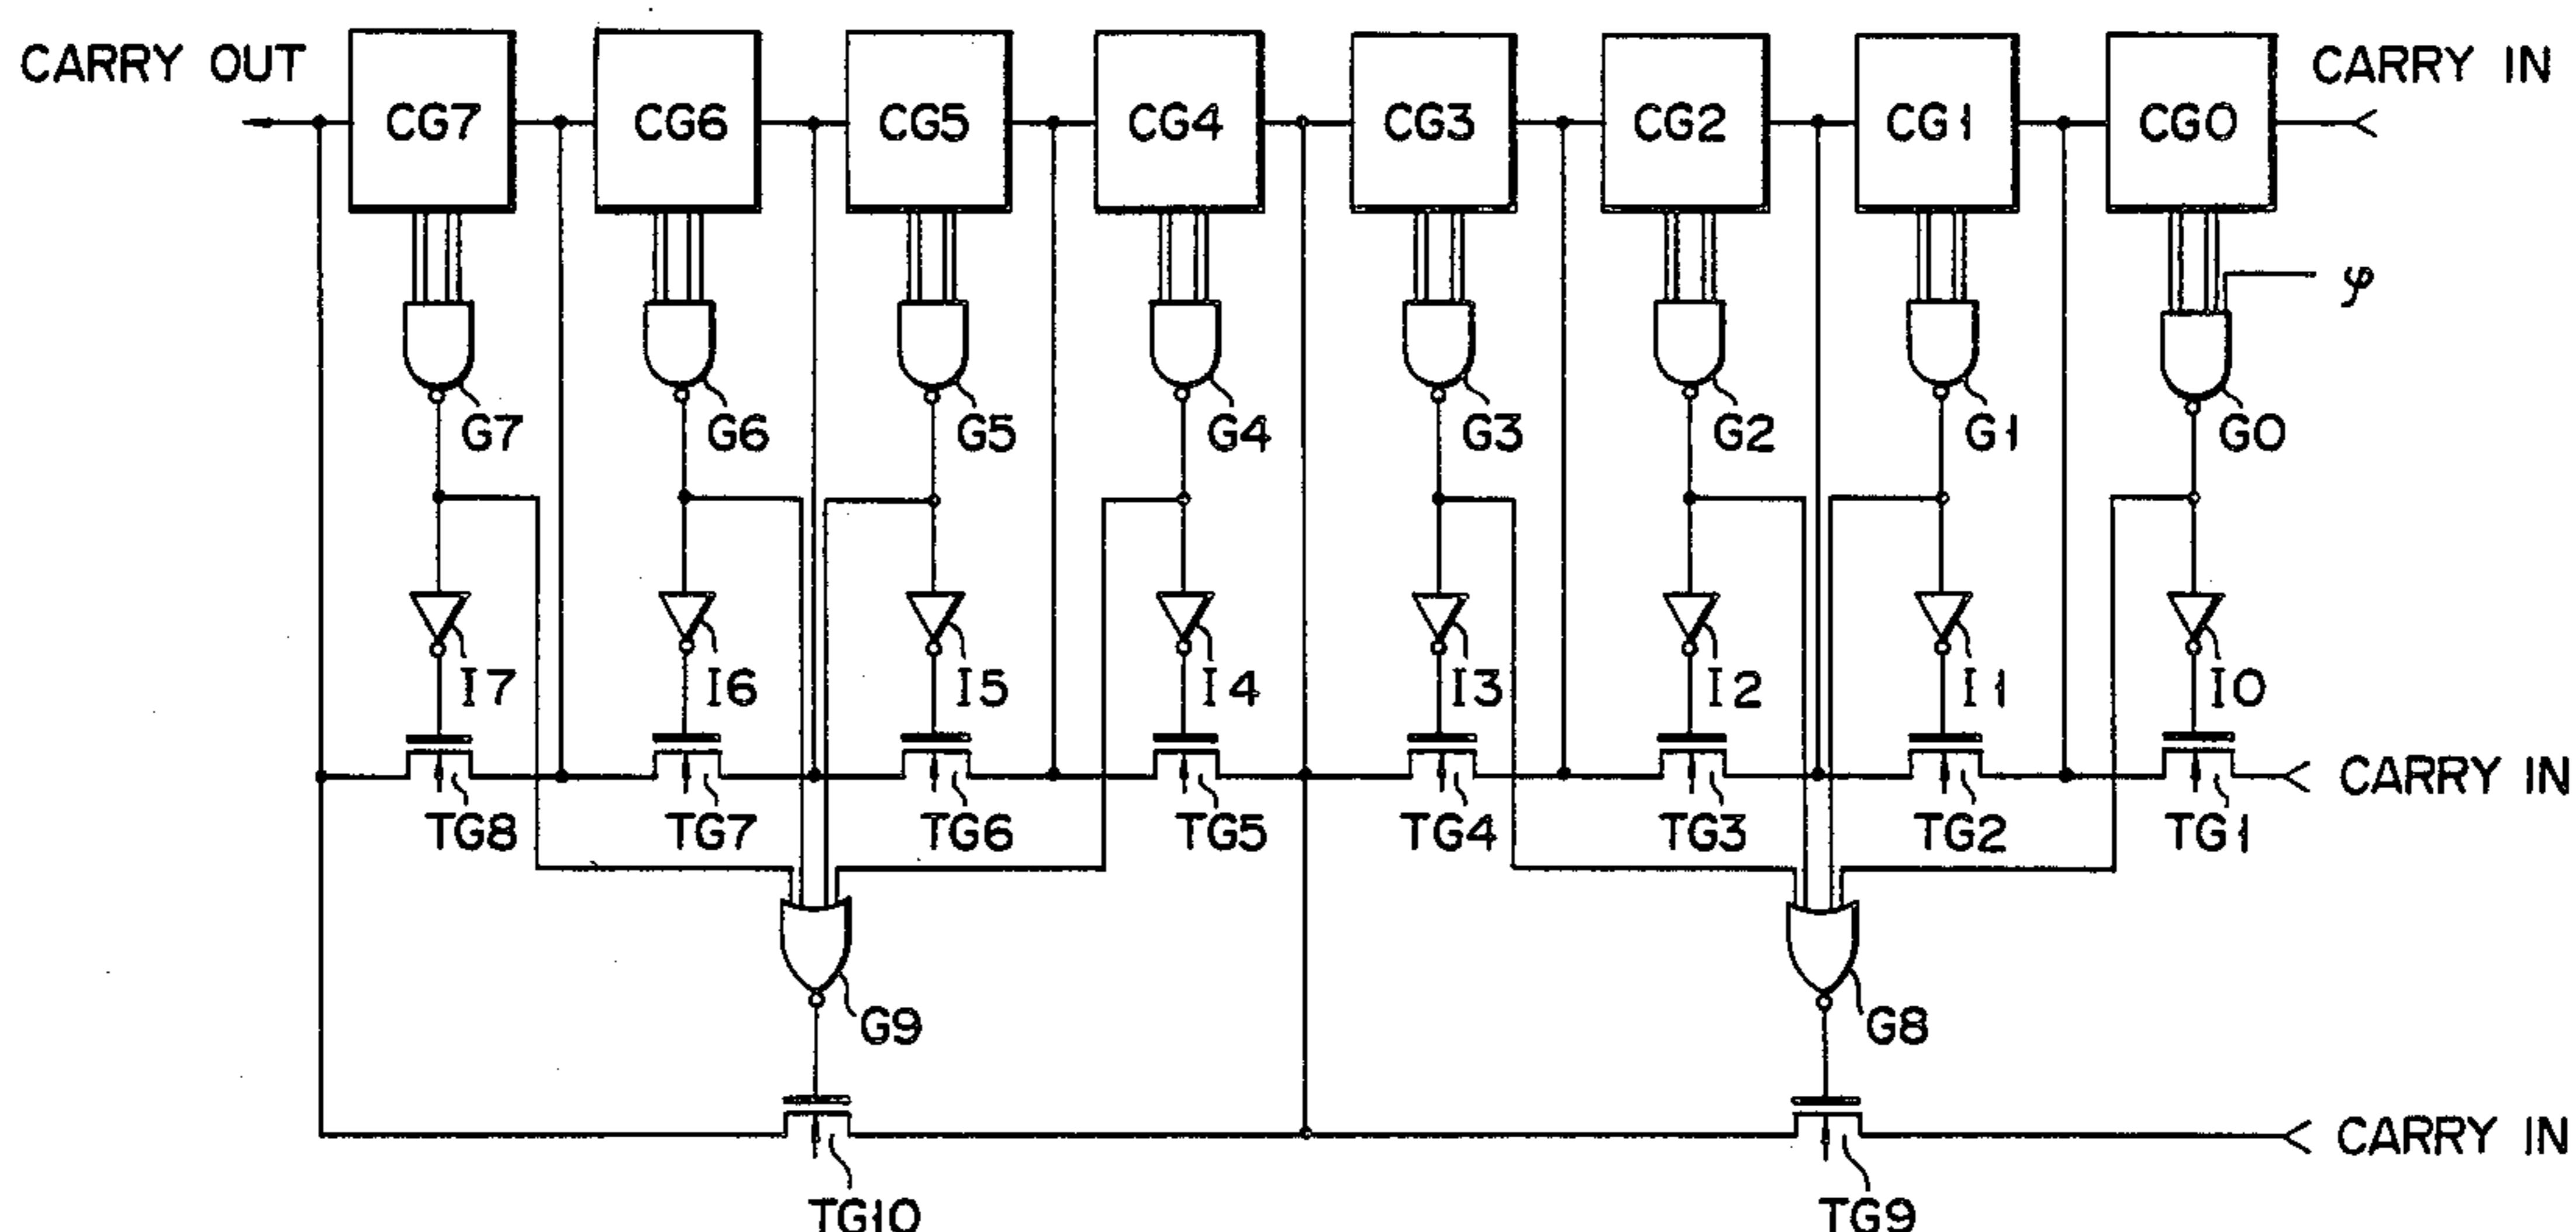 CARRY OUT
CG7 CG6 CG5 CG4 CG3 CG2 CG1 CG0
CARRY IN
φ
G7 G6 G5 G4 G3 G2 G1 G0
I7 I6 I5 I4 I3 I2 I1 I0
CARRY IN
TG8 TG7 TG6 TG5 TG4 TG3 TG2 TG1
G9 G8
CARRY IN
TG10 TG9